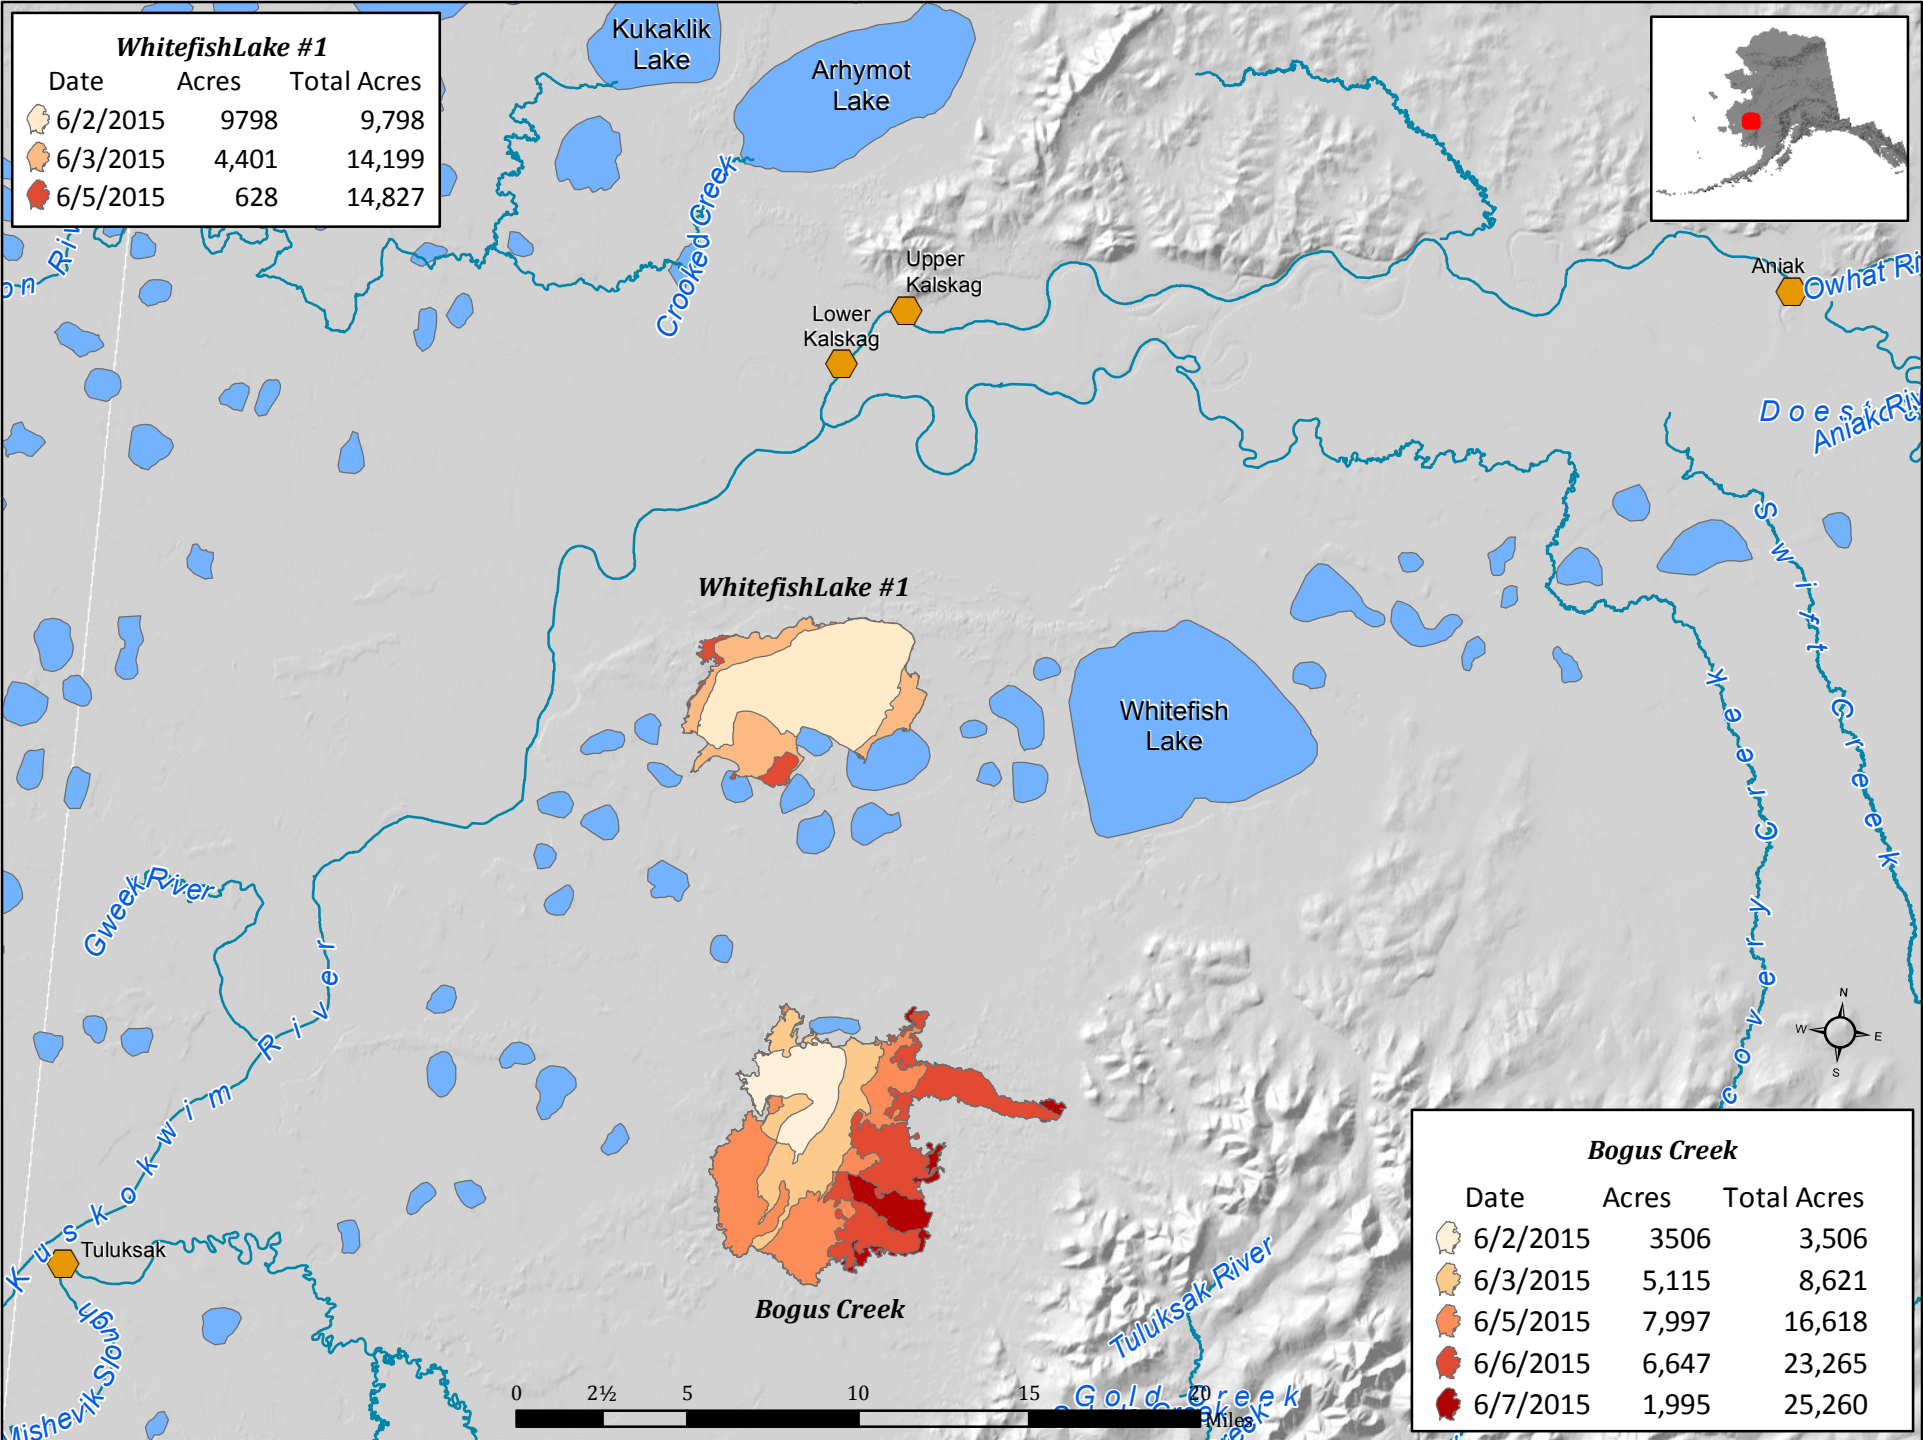 WhitefishLake #1
Date Acres Total Acres
6/2/2015 9798 9,798
6/3/2015 4,401 14,199
6/5/2015 628 14,827
Kukaklik
Lake
Arhymot
Lake
Crooked Creek
Upper
Kalskag
Lower
Kalskag
Aniak
Owhat Ri
on Riv
Does
Aniak Riv
Swift Creek
WhitefishLake #1
Whitefish
Lake
covery Creek
Gweek River
Kuskokwim River
N
W E
S
Tuluksak
Mishevik Slough
Bogus Creek
Tuluksak River
Gold Creek
reek
0 2½ 5 10 15 20
Miles
Bogus Creek
Date Acres Total Acres
6/2/2015 3506 3,506
6/3/2015 5,115 8,621
6/5/2015 7,997 16,618
6/6/2015 6,647 23,265
6/7/2015 1,995 25,260